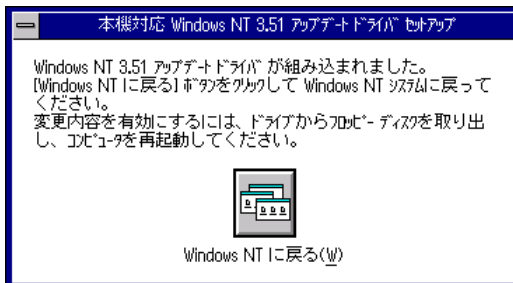 本機対応 Windows NT 3.51 ｱｯﾌﾟﾃﾞｰﾄ ﾄﾞﾗｲﾊﾞ ｾｯﾄｱｯﾌﾟ
Windows NT 3.51 ｱｯﾌﾟﾃﾞｰﾄ ﾄﾞﾗｲﾊﾞ が組み込まれました。
[Windows NT に戻る] ﾎﾞﾀﾝをｸﾘｯｸして Windows NT ｼｽﾃﾑに戻って
ください。
変更内容を有効にするには、ﾄﾞﾗｲﾌﾞからﾌﾛｯﾋﾟｰ ﾃﾞｨｽｸを取り出
し、ｺﾝﾋﾟｭｰﾀを再起動してください。
Windows NT に戻る(W)